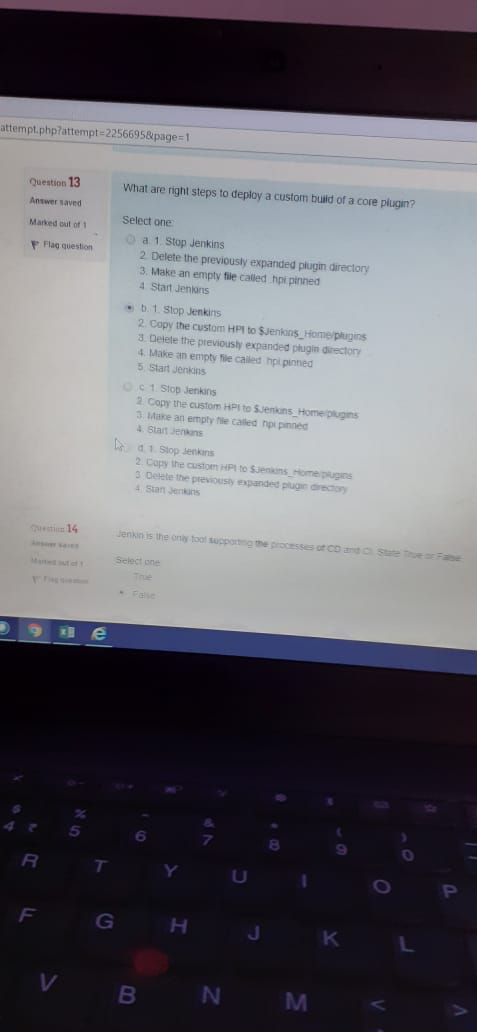 attempt.php?attempt=2256695&page=1
Question 13
Answer saved
Marked out of 1
Flag question
What are right steps to deploy a custom build of a core plugin?
Select one:
a. 1. Stop Jenkins
2. Delete the previously expanded plugin directory
3. Make an empty file called .hpi.pinned
4. Start Jenkins
b. 1. Stop Jenkins
2. Copy the custom HPI to $Jenkins_Home/plugins
3. Delete the previously expanded plugin directory
4. Make an empty file called .hpi.pinned
5. Start Jenkins
c. 1. Stop Jenkins
2. Copy the custom HPI to $Jenkins_Home/plugins
3. Make an empty file called .hpi.pinned
4. Start Jenkins
d. 1. Stop Jenkins
2. Copy the custom HPI to $Jenkins_Home/plugins
3. Delete the previously expanded plugin directory
4. Start Jenkins
Question 14
Answer saved
Marked out of 1
Flag question
Jenkin is the only tool supporting the processes of CD and CI. State True or False
Select one:
True
False
$ % & * ( )
4 ₹ 5 6 7 8 9 0
R T Y U I O P
F G H J K L
V B N M < >